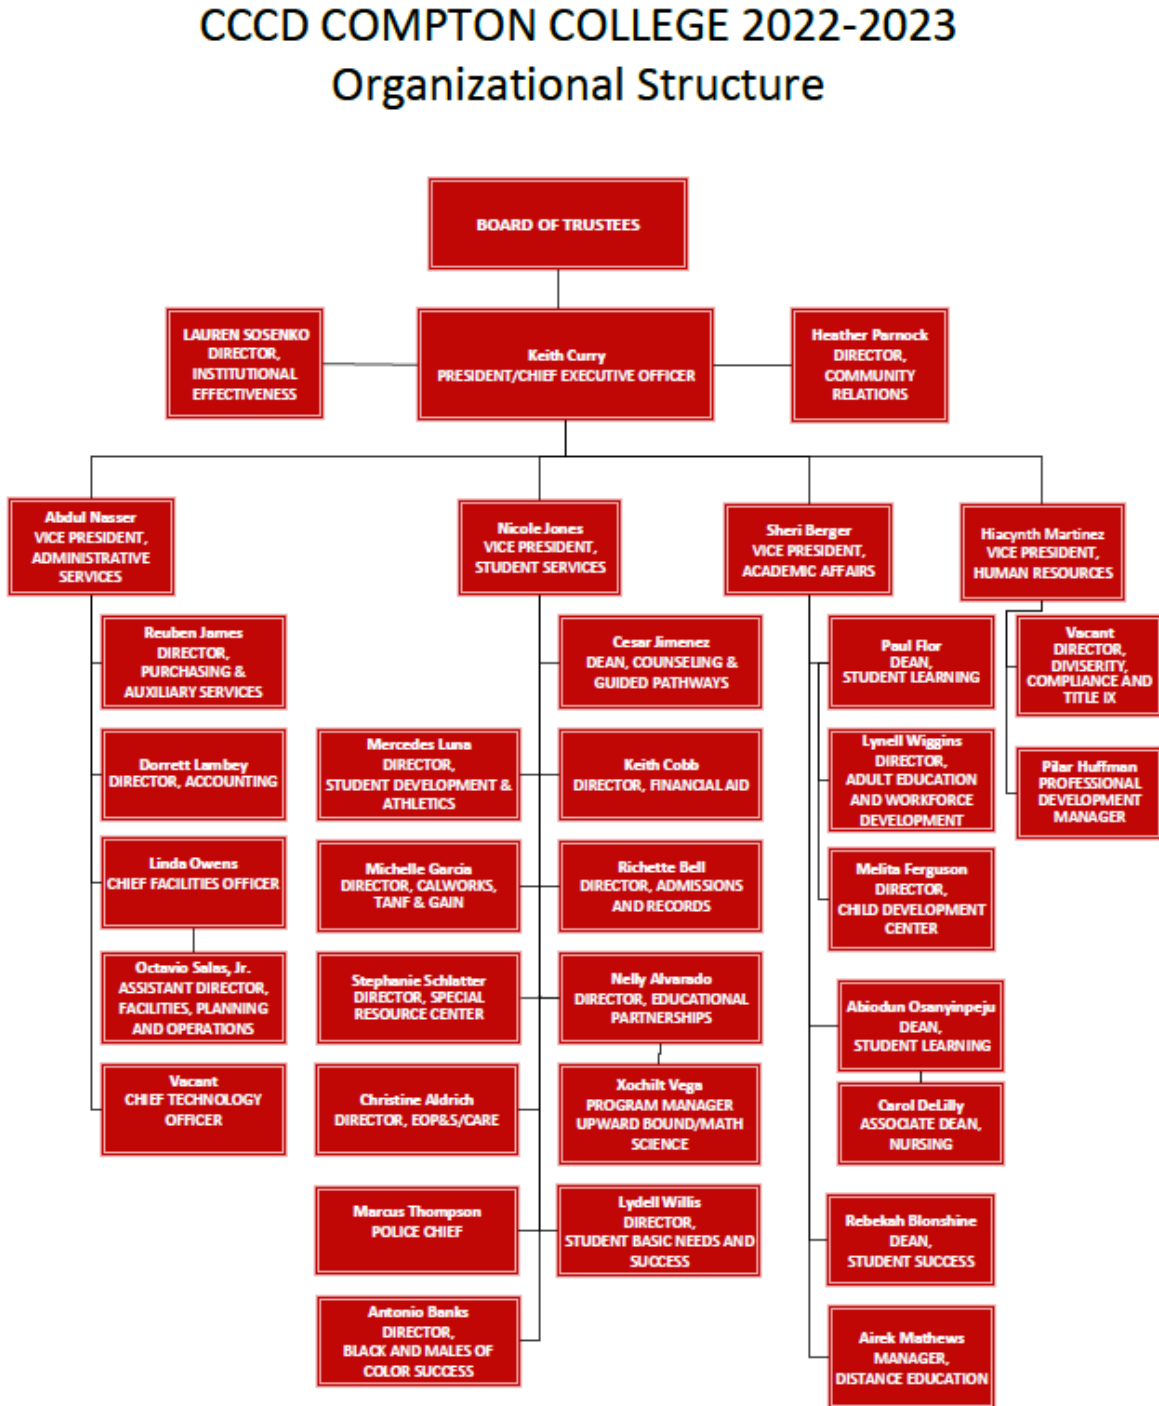 CCCD COMPTON COLLEGE 2022-2023
Organizational Structure
BOARD OF TRUSTEES
LAUREN SOSENKO
DIRECTOR,
INSTITUTIONAL
EFFECTIVENESS
Keith Curry
PRESIDENT/CHIEF EXECUTIVE OFFICER
Heather Parnock
DIRECTOR,
COMMUNITY
RELATIONS
Abdul Nasser
VICE PRESIDENT,
ADMINISTRATIVE
SERVICES
Nicole Jones
VICE PRESIDENT,
STUDENT SERVICES
Sheri Berger
VICE PRESIDENT,
ACADEMIC AFFAIRS
Hiacynth Martinez
VICE PRESIDENT,
HUMAN RESOURCES
Reuben James
DIRECTOR,
PURCHASING &
AUXILIARY SERVICES
Dorrett Lambey
DIRECTOR, ACCOUNTING
Linda Owens
CHIEF FACILITIES OFFICER
Octavio Salas, Jr.
ASSISTANT DIRECTOR,
FACILITIES, PLANNING
AND OPERATIONS
Vacant
CHIEF TECHNOLOGY
OFFICER
Cesar Jimenez
DEAN, COUNSELING &
GUIDED PATHWAYS
Mercedes Luna
DIRECTOR,
STUDENT DEVELOPMENT &
ATHLETICS
Keith Cobb
DIRECTOR, FINANCIAL AID
Michelle Garcia
DIRECTOR, CALWORKS,
TANF & GAIN
Richette Bell
DIRECTOR, ADMISSIONS
AND RECORDS
Stephanie Schlatter
DIRECTOR, SPECIAL
RESOURCE CENTER
Nelly Alvarado
DIRECTOR, EDUCATIONAL
PARTNERSHIPS
Christine Aldrich
DIRECTOR, EOP&S/CARE
Xochilt Vega
PROGRAM MANAGER
UPWARD BOUND/MATH
SCIENCE
Marcus Thompson
POLICE CHIEF
Lydell Willis
DIRECTOR,
STUDENT BASIC NEEDS AND
SUCCESS
Antonio Banks
DIRECTOR,
BLACK AND MALES OF
COLOR SUCCESS
Paul Flor
DEAN,
STUDENT LEARNING
Lynell Wiggins
DIRECTOR,
ADULT EDUCATION
AND WORKFORCE
DEVELOPMENT
Melita Ferguson
DIRECTOR,
CHILD DEVELOPMENT
CENTER
Abiodun Osanyinpeju
DEAN,
STUDENT LEARNING
Carol DeLilly
ASSOCIATE DEAN,
NURSING
Rebekah Blonshine
DEAN,
STUDENT SUCCESS
Airek Mathews
MANAGER,
DISTANCE EDUCATION
Vacant
DIRECTOR,
DIVISERITY,
COMPLIANCE AND
TITLE IX
Pilar Huffman
PROFESSIONAL
DEVELOPMENT
MANAGER